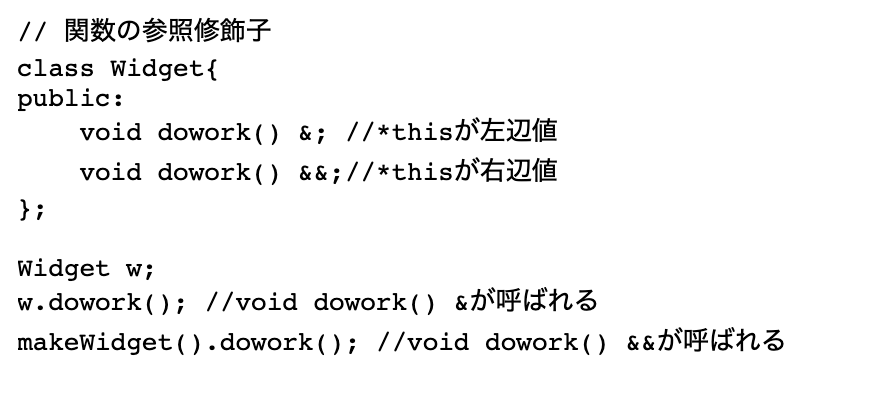 // 関数の参照修飾子
class Widget{
public:
    void dowork() &; //*thisが左辺値
    void dowork() &&;//*thisが右辺値
};
Widget w;
w.dowork(); //void dowork() &が呼ばれる
makeWidget().dowork(); //void dowork() &&が呼ばれる